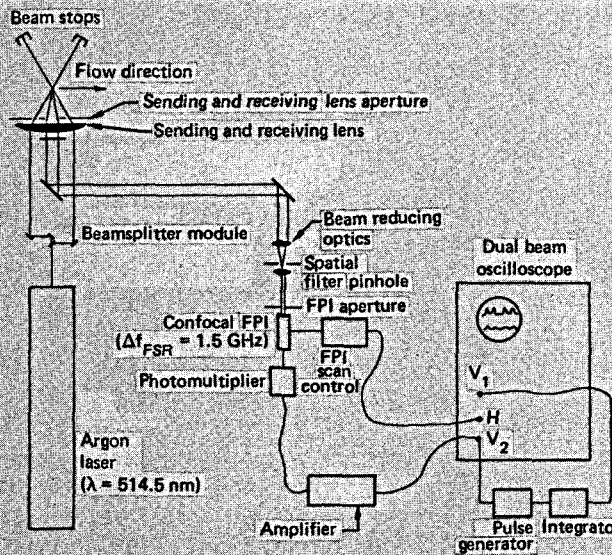 Beam stops
Flow direction
Sending and receiving lens aperture
Sending and receiving lens
Beamsplitter module
Beam reducing
optics
Spatial
filter pinhole
FPI aperture
Confocal FPI
(Δf_FSR = 1.5 GHz)
FPI
scan
control
Photomultiplier
Dual beam
oscilloscope
V₁
H
V₂
Argon
laser
(λ = 514.5 nm)
Amplifier
Pulse
generator
Integrato